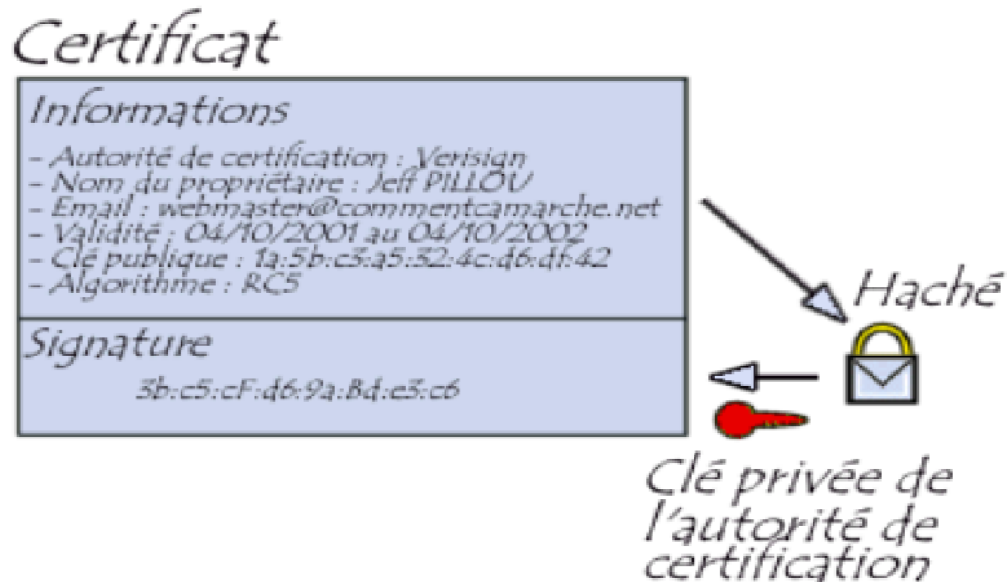 Certificat
Informations
- Autorité de certification : Verisign
- Nom du propriétaire : Jeff PILLOU
- Email : webmaster@commentcamarche.net
- Validité : 04/10/2001 au 04/10/2002
- Clé publique : 1a:5b:c3:a5:32:4c:d6:df:42
- Algorithme : RC5
Haché
Signature
3b:c5:cF:d6:9a:Bd:e3:c6
Clé privée de
l'autorité de
certification